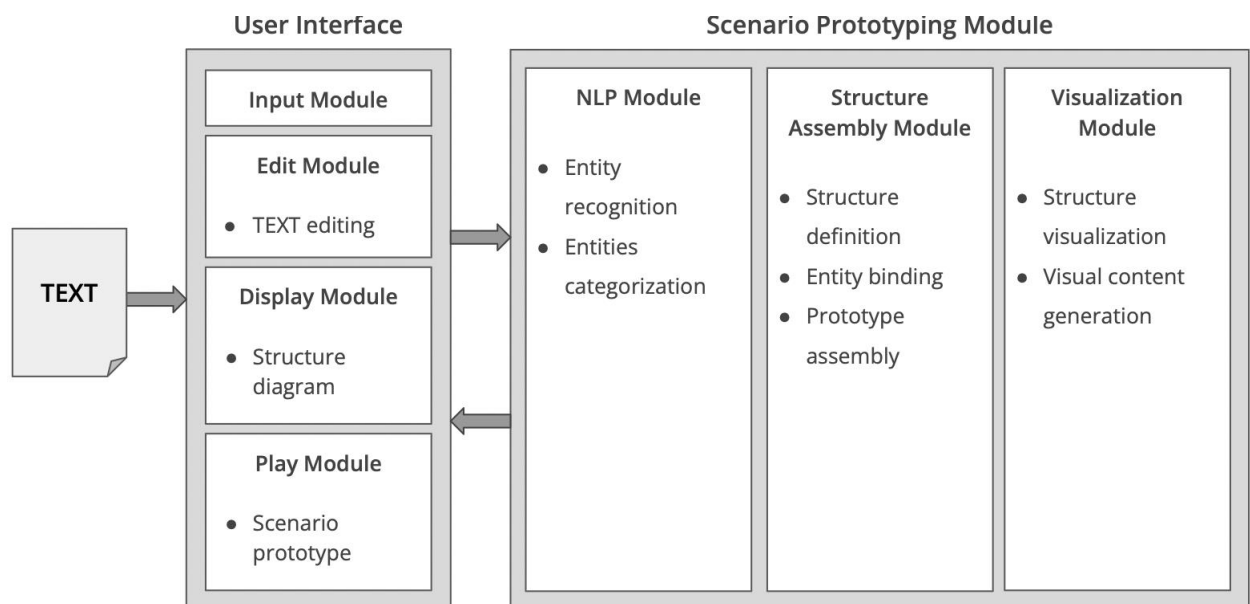 User Interface
Scenario Prototyping Module
TEXT
Input Module
Edit Module
● TEXT editing
Display Module
● Structure
diagram
Play Module
● Scenario
prototype
NLP Module
● Entity
recognition
● Entities
categorization
Structure
Assembly Module
● Structure
definition
● Entity binding
● Prototype
assembly
Visualization
Module
● Structure
visualization
● Visual content
generation